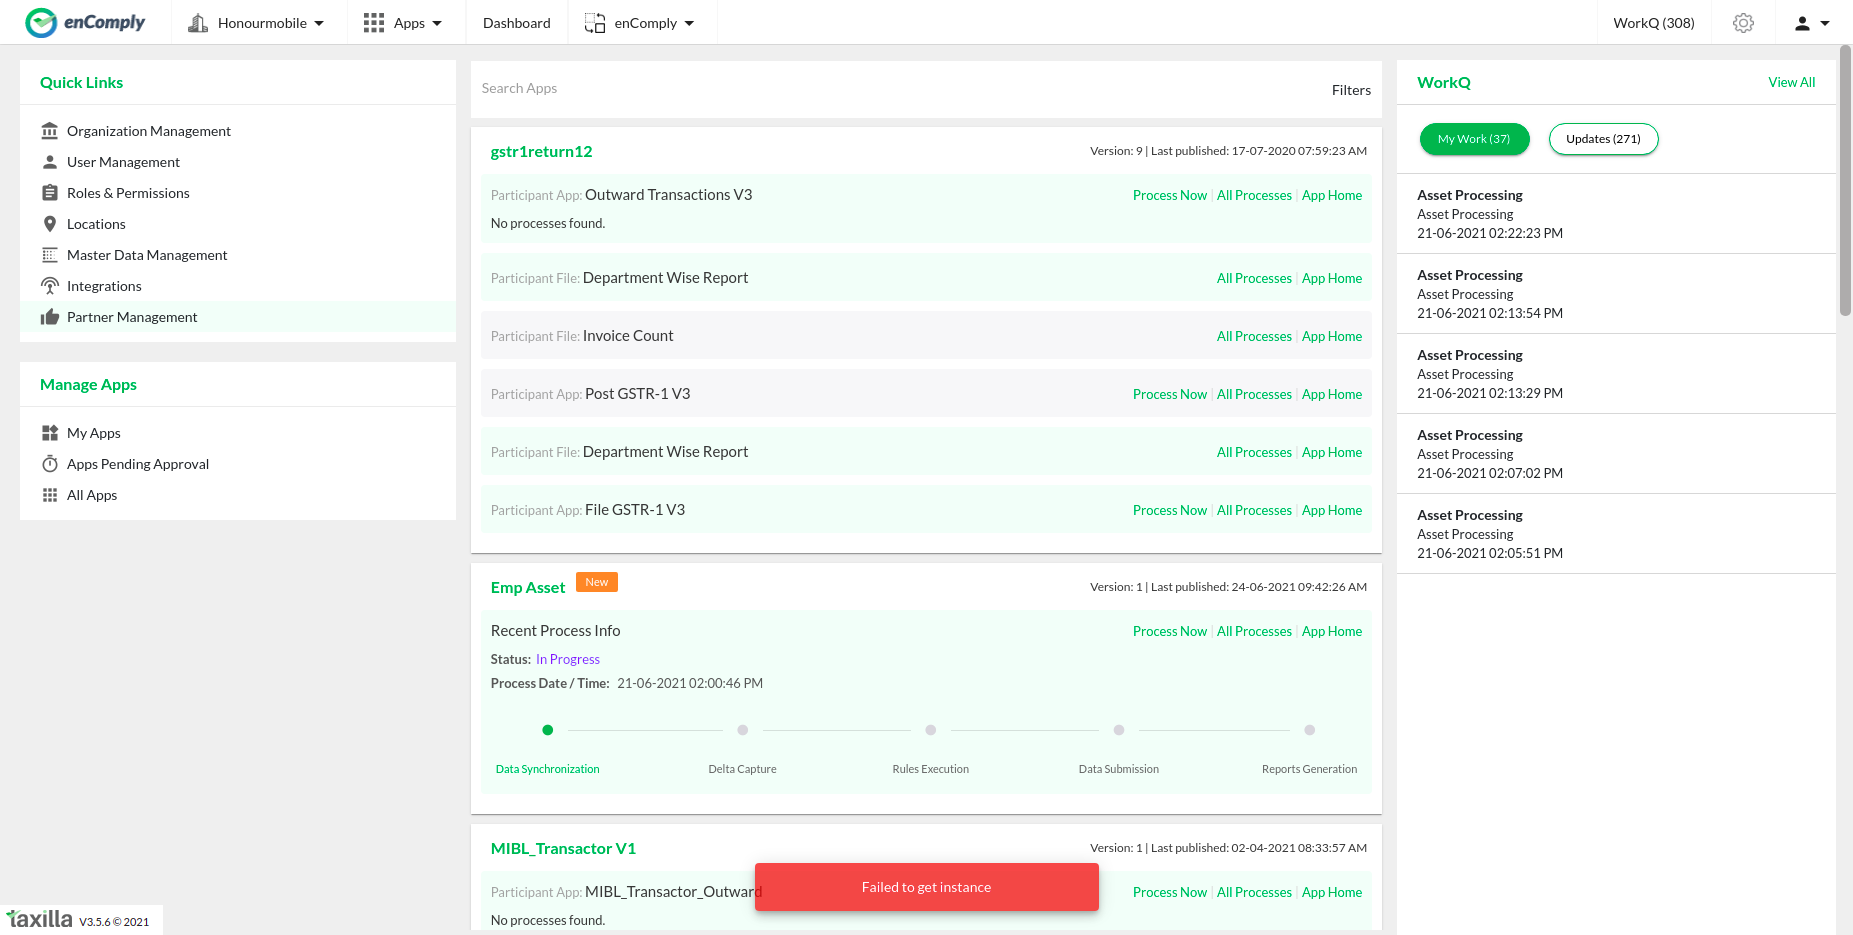 enComply
Honourmobile
Apps
Dashboard
enComply
WorkQ (308)
Quick Links
Organization Management
User Management
Roles & Permissions
Locations
Master Data Management
Integrations
Partner Management
Manage Apps
My Apps
Apps Pending Approval
All Apps
Search Apps
Filters
gstr1return12
Version: 9 | Last published: 17-07-2020 07:59:23 AM
Participant App: Outward Transactions V3
Process Now | All Processes | App Home
No processes found.
Participant File: Department Wise Report
All Processes | App Home
Participant File: Invoice Count
All Processes | App Home
Participant App: Post GSTR-1 V3
Process Now | All Processes | App Home
Participant File: Department Wise Report
All Processes | App Home
Participant App: File GSTR-1 V3
Process Now | All Processes | App Home
Emp Asset
New
Version: 1 | Last published: 24-06-2021 09:42:26 AM
Recent Process Info
Process Now | All Processes | App Home
Status: In Progress
Process Date / Time: 21-06-2021 02:00:46 PM
Data Synchronization
Delta Capture
Rules Execution
Data Submission
Reports Generation
MIBL_Transactor V1
Version: 1 | Last published: 02-04-2021 08:33:57 AM
Participant App: MIBL_Transactor_Outward
Process Now | All Processes | App Home
No processes found.
Failed to get instance
WorkQ
View All
My Work (37)
Updates (271)
Asset Processing
Asset Processing
21-06-2021 02:22:23 PM
Asset Processing
Asset Processing
21-06-2021 02:13:54 PM
Asset Processing
Asset Processing
21-06-2021 02:13:29 PM
Asset Processing
Asset Processing
21-06-2021 02:07:02 PM
Asset Processing
Asset Processing
21-06-2021 02:05:51 PM
taxilla V3.5.6 © 2021